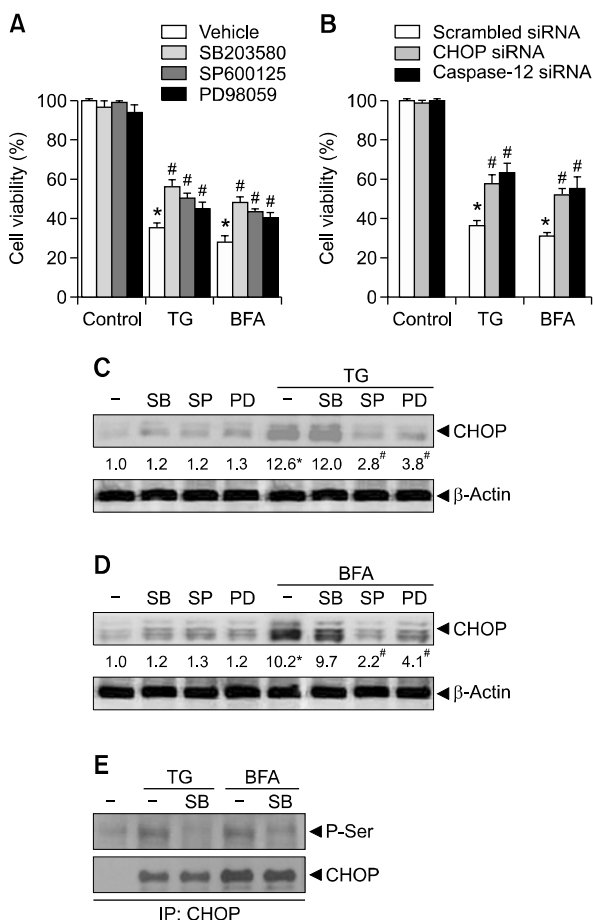 A
Vehicle
SB203580
SP600125
PD98059
Cell viability (%)
100
80
60
40
20
0
# # # # # #
* *
Control TG BFA
B
Scrambled siRNA
CHOP siRNA
Caspase-12 siRNA
Cell viability (%)
100
80
60
40
20
0
# # # #
* *
Control TG BFA
C
TG
– SB SP PD – SB SP PD
CHOP
1.0 1.2 1.2 1.3 12.6* 12.0 2.8# 3.8#
β-Actin
D
BFA
– SB SP PD – SB SP PD
CHOP
1.0 1.2 1.3 1.2 10.2* 9.7 2.2# 4.1#
β-Actin
E
TG BFA
– – SB – SB
P-Ser
CHOP
IP: CHOP